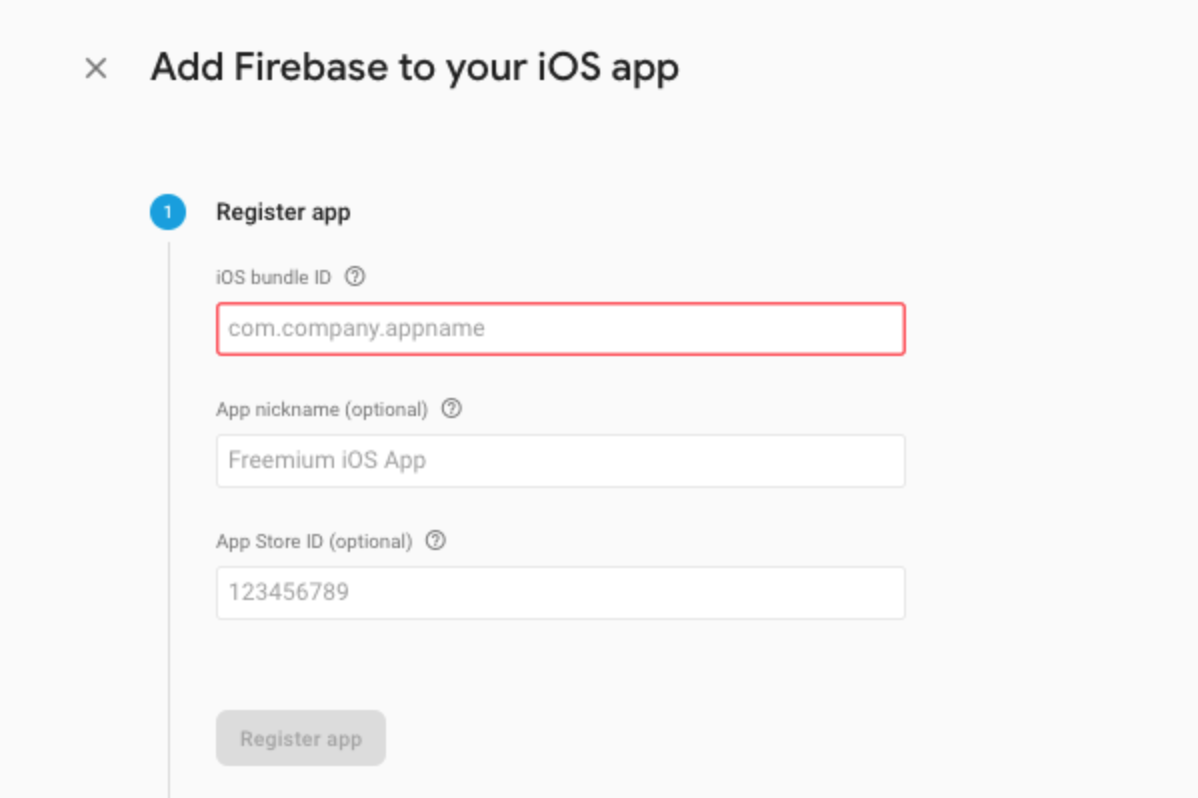 Add Firebase to your iOS app
1 Register app
iOS bundle ID ?
com.company.appname
App nickname (optional) ?
Freemium iOS App
App Store ID (optional) ?
123456789
Register app